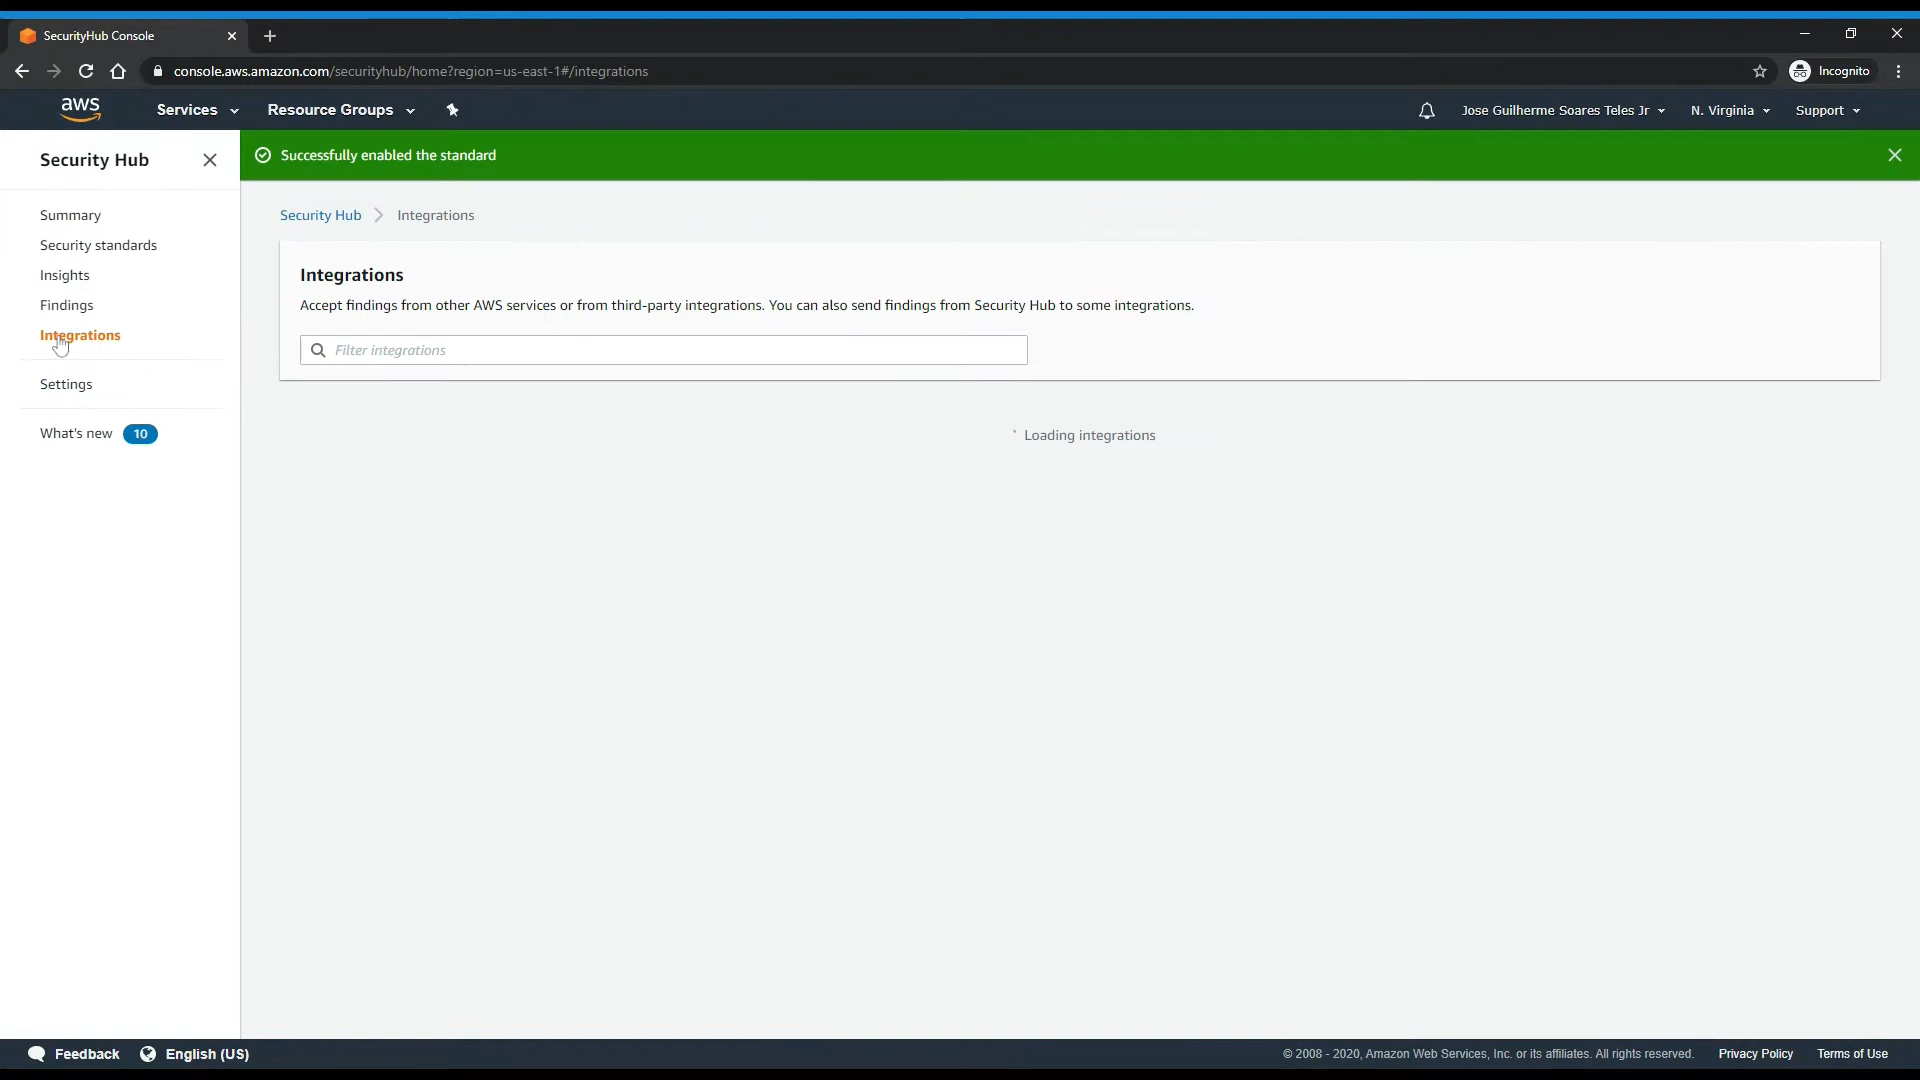 SecurityHub Console
console.aws.amazon.com/securityhub/home?region=us-east-1#/integrations
Incognito
aws
Services
Resource Groups
Jose Guilherme Soares Teles Jr
N. Virginia
Support
Security Hub
Successfully enabled the standard
Summary
Security standards
Insights
Findings
Integrations
Settings
What's new 10
Security Hub
Integrations
Integrations
Accept findings from other AWS services or from third-party integrations. You can also send findings from Security Hub to some integrations.
Filter integrations
Loading integrations
Feedback
English (US)
© 2008 - 2020, Amazon Web Services, Inc. or its affiliates. All rights reserved.
Privacy Policy
Terms of Use